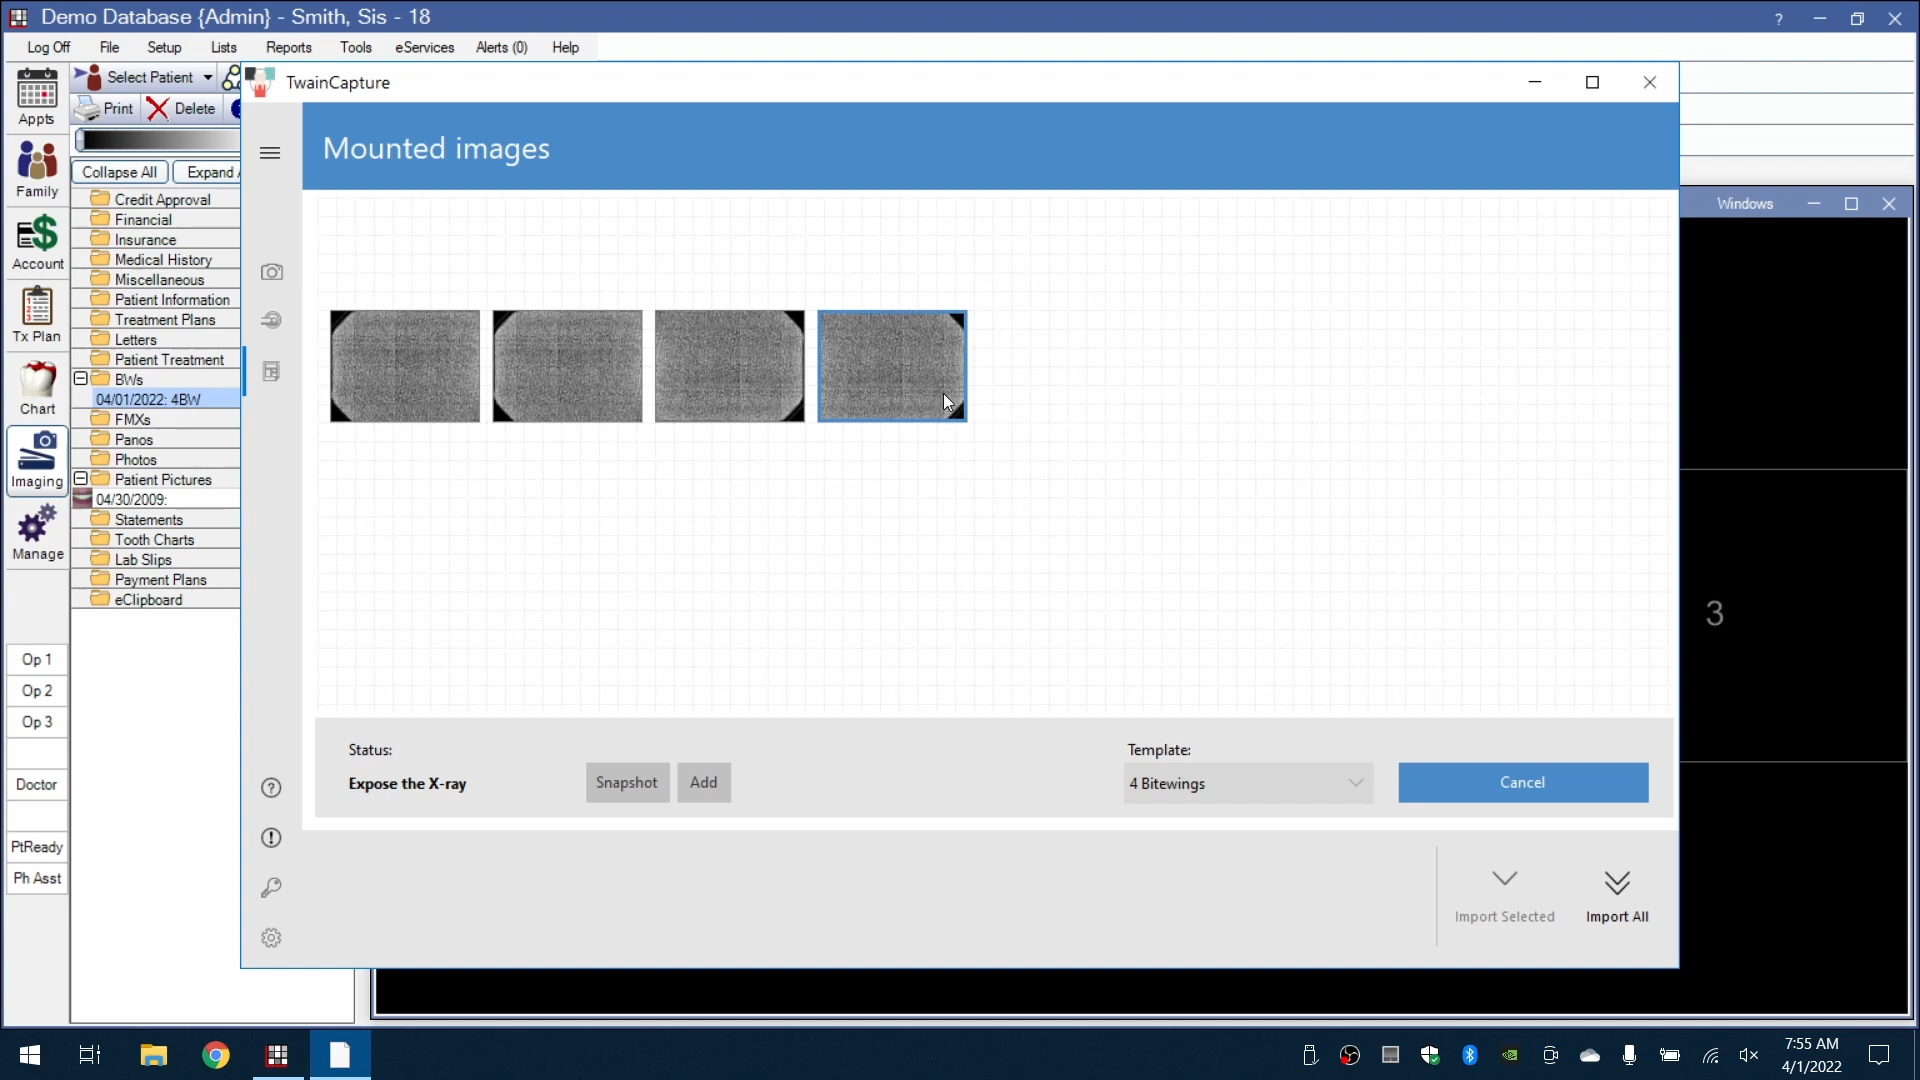 Demo Database {Admin} - Smith, Sis - 18
Log Off File Setup Lists Reports Tools eServices Alerts (0) Help
Select Patient
Print Delete
TwainCapture
Mounted images
Collapse All Expand
Appts
Family
Account
Tx Plan
Chart
Imaging
Manage
Credit Approval
Financial
Insurance
Medical History
Miscellaneous
Patient Information
Treatment Plans
Letters
Patient Treatment
BWs
04/01/2022: 4BW
FMXs
Panos
Photos
Patient Pictures
04/30/2009:
Statements
Tooth Charts
Lab Slips
Payment Plans
eClipboard
Op 1
Op 2
Op 3
Doctor
PtReady
Ph Asst
Windows
3
Status:
Expose the X-ray
Snapshot Add
Template:
4 Bitewings
Cancel
Import Selected Import All
7:55 AM
4/1/2022